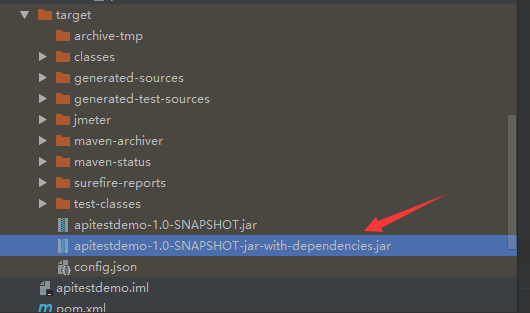 target
archive-tmp
classes
generated-sources
generated-test-sources
jmeter
maven-archiver
maven-status
surefire-reports
test-classes
apitestdemo-1.0-SNAPSHOT.jar
apitestdemo-1.0-SNAPSHOT-jar-with-dependencies.jar
config.json
apitestdemo.iml
pom.xml